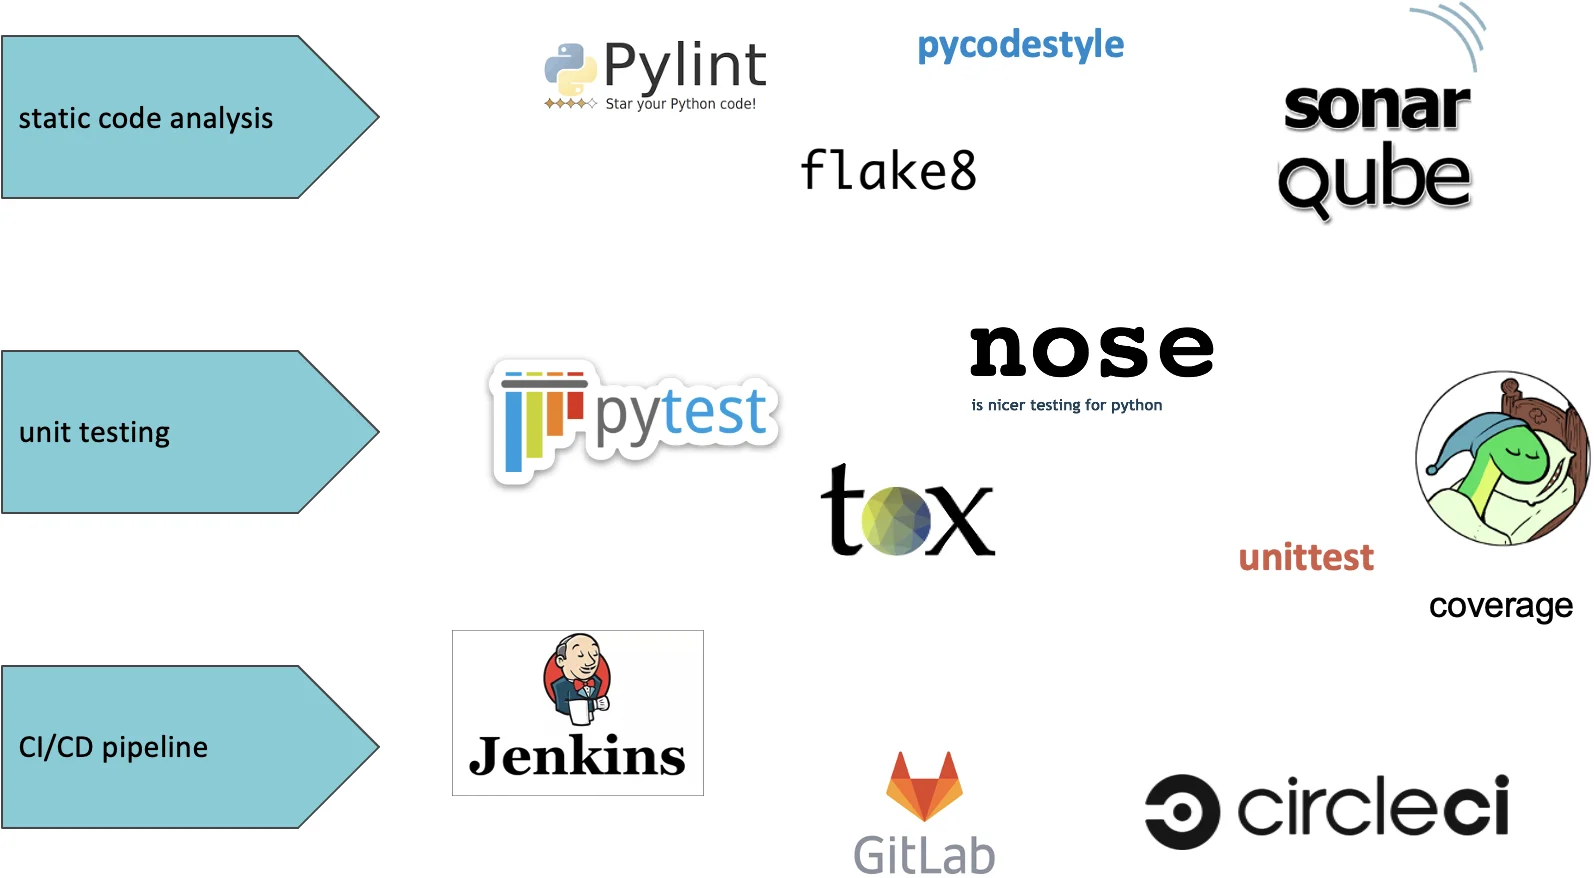 static code analysis
Pylint
Star your Python code!
pycodestyle
flake8
sonar
qube
unit testing
pytest
nose
is nicer testing for python
tox
unittest
coverage
CI/CD pipeline
Jenkins
GitLab
circleci